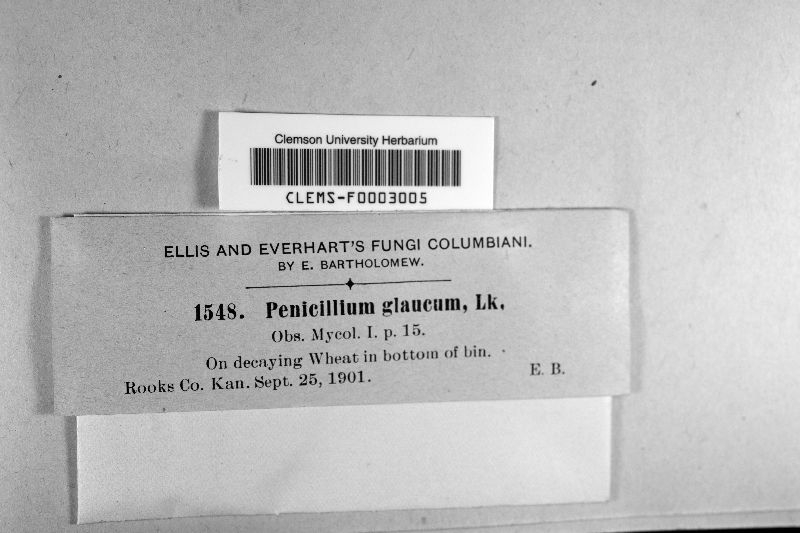 Clemson University Herbarium
CLEMS-F0003005
ELLIS AND EVERHART'S FUNGI COLUMBIANI.
BY E. BARTHOLOMEW.
1548. Penicillium glaucum, Lk.
Obs. Mycol. I. p. 15.
On decaying Wheat in bottom of bin.
Rooks Co. Kan. Sept. 25, 1901. E. B.